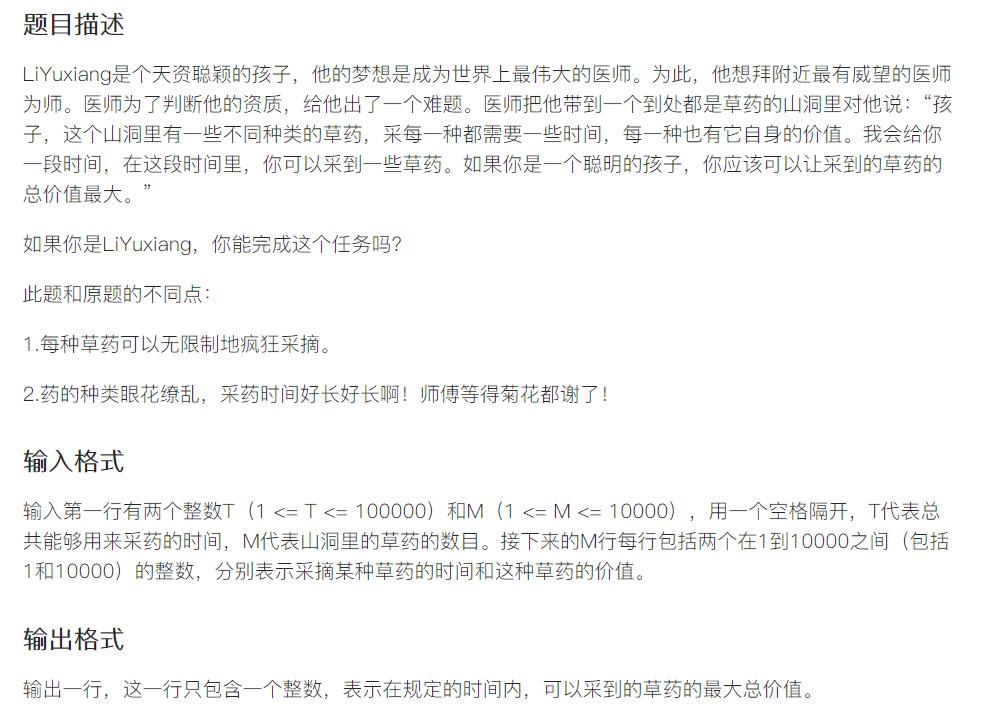 题目描述
LiYuxiang是个天资聪颖的孩子，他的梦想是成为世界上最伟大的医师。为此，他想拜附近最有威望的医师
为师。医师为了判断他的资质，给他出了一个难题。医师把他带到一个到处都是草药的山洞里对他说：“孩
子，这个山洞里有一些不同种类的草药，采每一种都需要一些时间，每一种也有它自身的价值。我会给你
一段时间，在这段时间里，你可以采到一些草药。如果你是一个聪明的孩子，你应该可以让采到的草药的
总价值最大。”
如果你是LiYuxiang，你能完成这个任务吗？
此题和原题的不同点：
1.每种草药可以无限制地疯狂采摘。
2.药的种类眼花缭乱，采药时间好长好长啊！师傅等得菊花都谢了！
输入格式
输入第一行有两个整数T（1 <= T <= 100000）和M（1 <= M <= 10000），用一个空格隔开，T代表总
共能够用来采药的时间，M代表山洞里的草药的数目。接下来的M行每行包括两个在1到10000之间（包括
1和10000）的整数，分别表示采摘某种草药的时间和这种草药的价值。
输出格式
输出一行，这一行只包含一个整数，表示在规定的时间内，可以采到的草药的最大总价值。